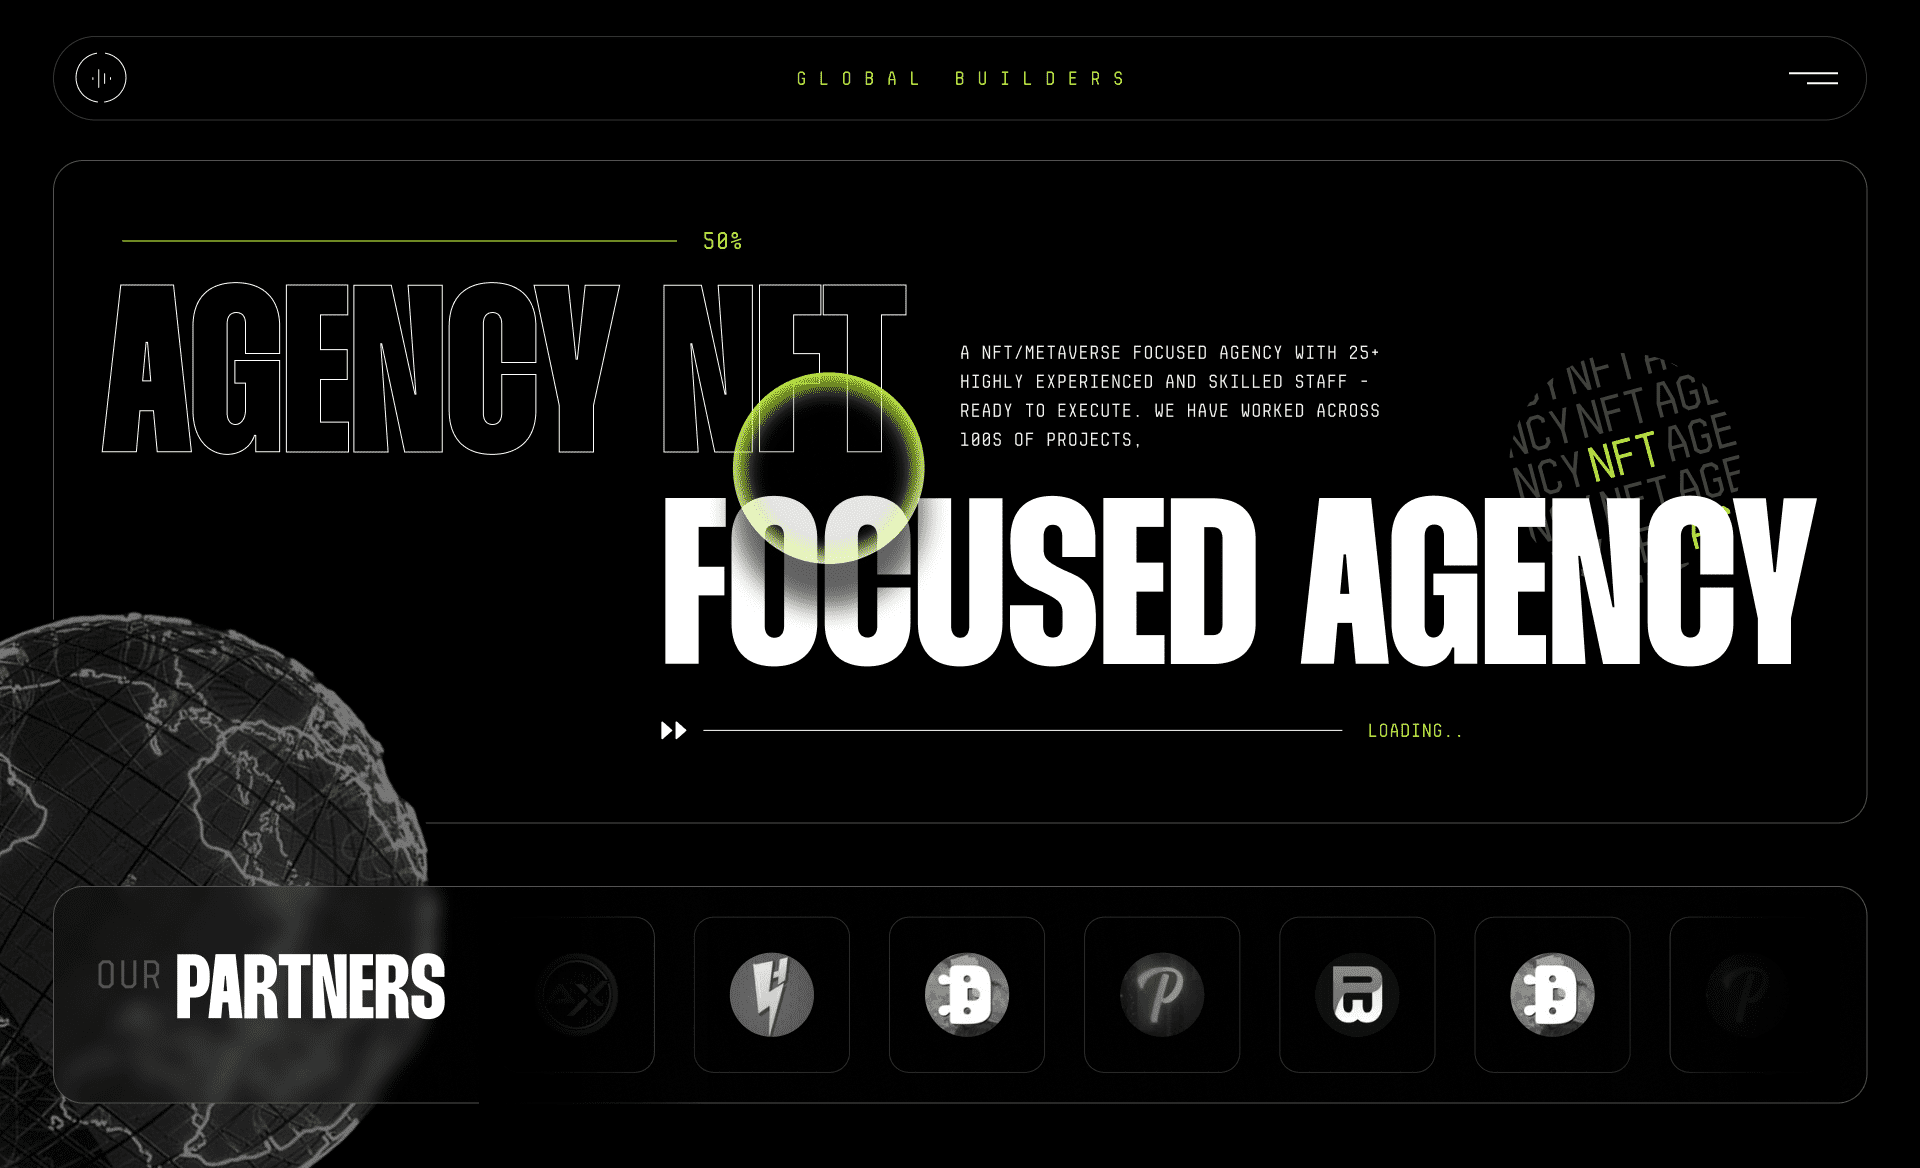 GLOBAL BUILDERS
50%
AGENCY NFT
A NFT/METAVERSE FOCUSED AGENCY WITH 25+
HIGHLY EXPERIENCED AND SKILLED STAFF -
READY TO EXECUTE. WE HAVE WORKED ACROSS
100S OF PROJECTS,
NFT
NCY NFT AGE
NCY NFT AGE
NFT AGE
FOCUSED AGENCY
LOADING..
OUR PARTNERS